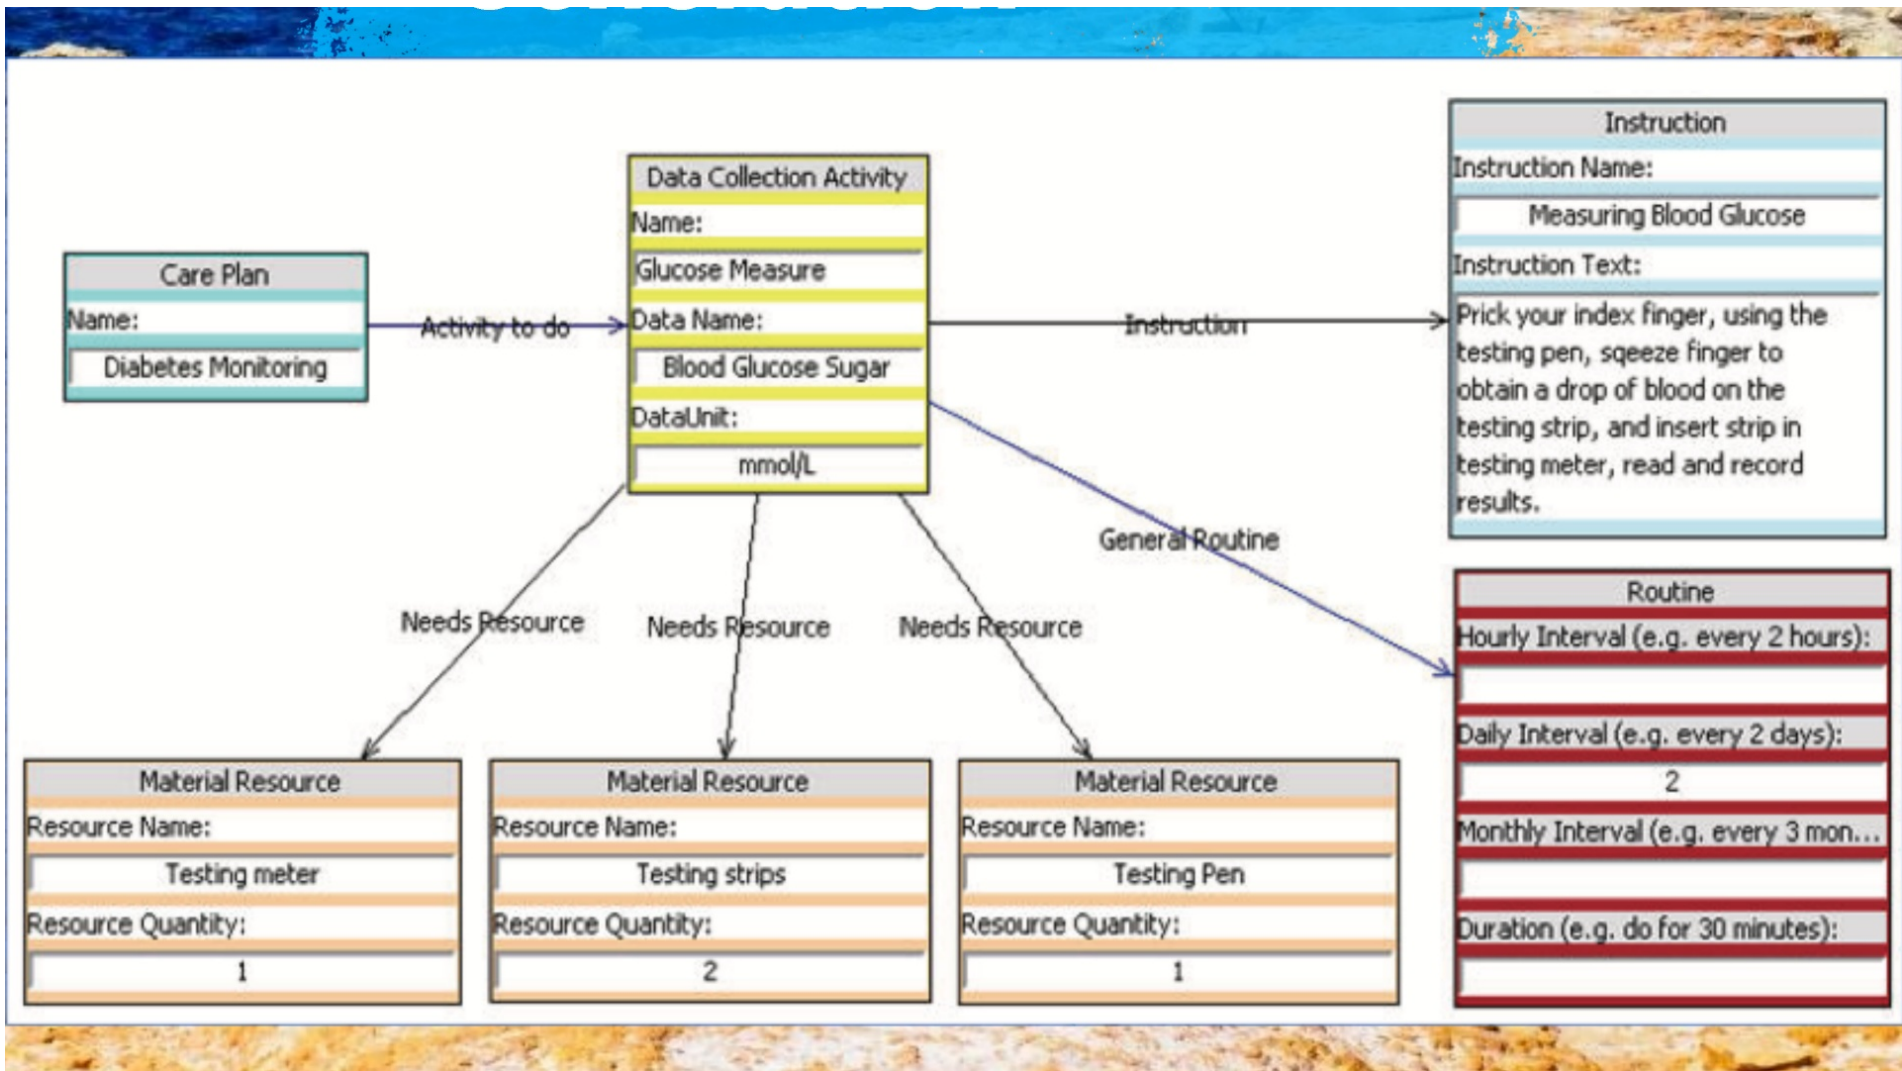 Care Plan
Name:
Diabetes Monitoring
Activity to do
Data Collection Activity
Name:
Glucose Measure
Data Name:
Blood Glucose Sugar
DataUnit:
mmol/L
Instruction
Instruction
Instruction Name:
Measuring Blood Glucose
Instruction Text:
Prick your index finger, using the
testing pen, sqeeze finger to
obtain a drop of blood on the
testing strip, and insert strip in
testing meter, read and record
results.
General Routine
Routine
Hourly Interval (e.g. every 2 hours):
Daily Interval (e.g. every 2 days):
2
Monthly Interval (e.g. every 3 mon...
Duration (e.g. do for 30 minutes):
Needs Resource
Needs Resource
Needs Resource
Material Resource
Resource Name:
Testing meter
Resource Quantity:
1
Material Resource
Resource Name:
Testing strips
Resource Quantity:
2
Material Resource
Resource Name:
Testing Pen
Resource Quantity:
1